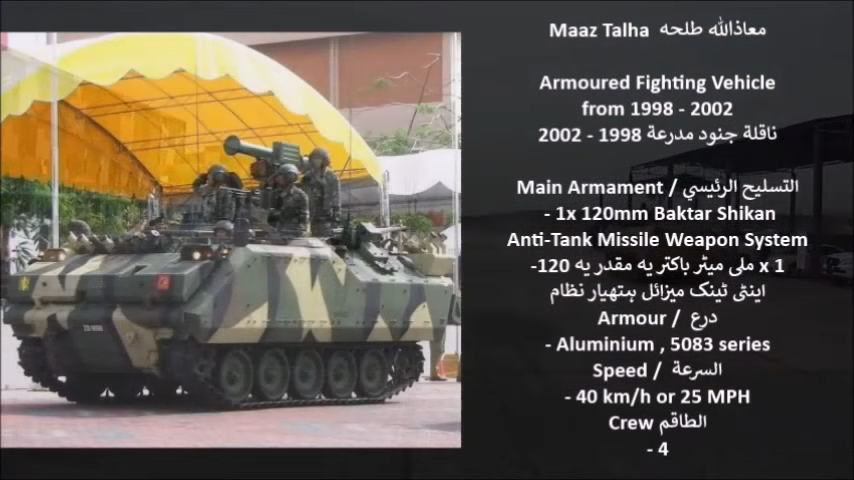 Maaz Talha معاذالله طلحه
Armoured Fighting Vehicle
from 1998 - 2002
ناقلة جنود مدرعة 1998 - 2002
Main Armament / التسليح الرئيسي
- 1x 120mm Baktar Shikan
Anti-Tank Missile Weapon System
1 x ملی میٹر باکتر یہ مقدر یہ 120-
اینٹی ٹینک میزائل ہتھیار نظام
Armour / درع
- Aluminium , 5083 series
Speed / السرعة
- 40 km/h or 25 MPH
Crew الطاقم
- 4